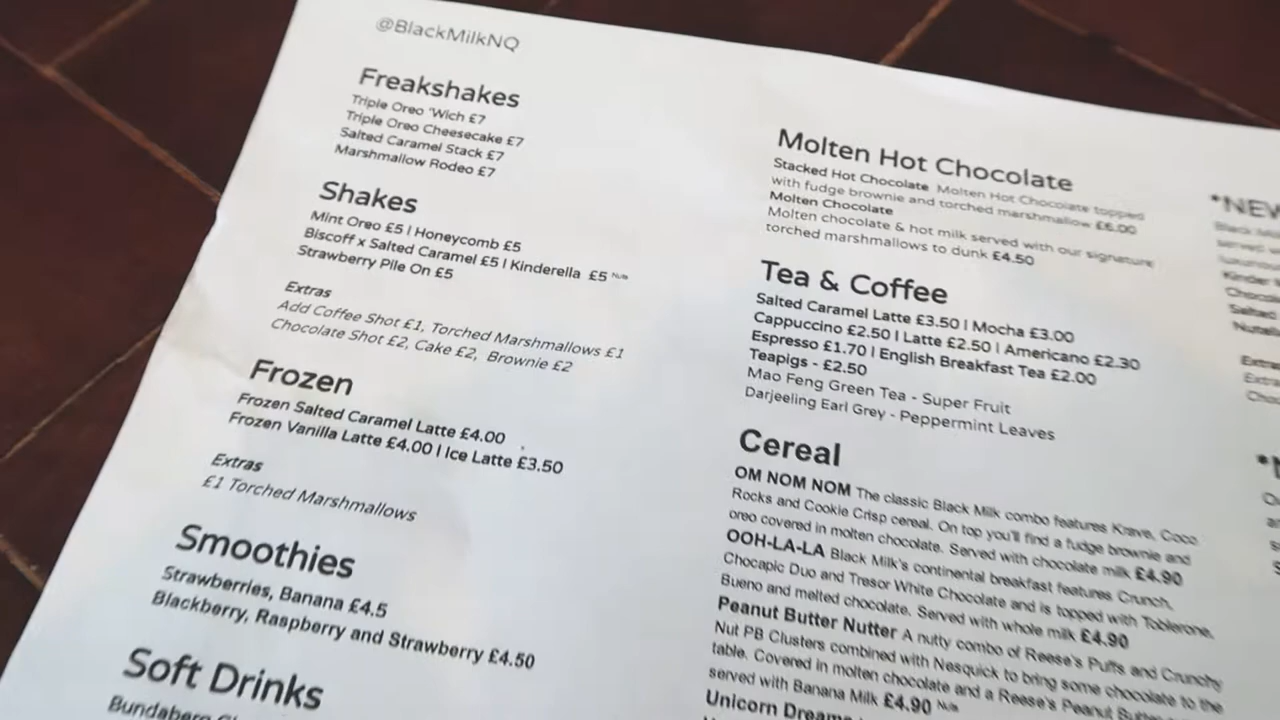 @BlackMilkNQ
Freakshakes
Triple Oreo 'Wich £7
Triple Oreo Cheesecake £7
Salted Caramel Stack £7
Marshmallow Rodeo £7
Shakes
Mint Oreo £5 | Honeycomb £5
Biscoff x Salted Caramel £5 | Kinderella £5 Nuts
Strawberry Pile On £5
Extras
Add Coffee Shot £1, Torched Marshmallows £1
Chocolate Shot £2, Cake £2, Brownie £2
Frozen
Frozen Salted Caramel Latte £4.00
Frozen Vanilla Latte £4.00 | Ice Latte £3.50
Extras
£1 Torched Marshmallows
Smoothies
Strawberries, Banana £4.5
Blackberry, Raspberry and Strawberry £4.50
Soft Drinks
Bundaberg
Molten Hot Chocolate
Stacked Hot Chocolate Molten Hot Chocolate topped
with fudge brownie and torched marshmallow £6.00
Molten Chocolate
Molten chocolate & hot milk served with our signature
torched marshmallows to dunk £4.50
Tea & Coffee
Salted Caramel Latte £3.50 | Mocha £3.00
Cappuccino £2.50 | Latte £2.50 | Americano £2.30
Espresso £1.70 | English Breakfast Tea £2.00
Teapigs - £2.50
Mao Feng Green Tea - Super Fruit
Darjeeling Earl Grey - Peppermint Leaves
Cereal
OM NOM NOM The classic Black Milk combo features Krave, Coco
Rocks and Cookie Crisp cereal. On top you'll find a fudge brownie and
oreo covered in molten chocolate. Served with chocolate milk £4.90
OOH-LA-LA Black Milk's continental breakfast features Crunch,
Chocapic Duo and Tresor White Chocolate and is topped with Toblerone,
Bueno and melted chocolate. Served with whole milk £4.90
Peanut Butter Nutter A nutty combo of Reese's Puffs and Crunchy
Nut PB Clusters combined with Nesquick to bring some chocolate to the
table. Covered in molten chocolate and a Reese's Peanut Butter
served with Banana Milk £4.90 Nuts
Unicorn Dreams
*NEW
Black
served
Kinder
Salted